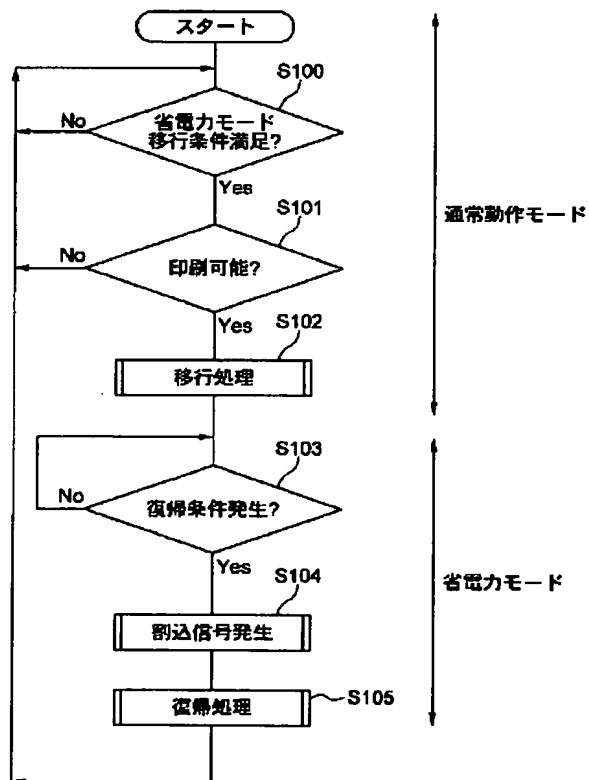 スタート
S100
省電力モード
移行条件満足?
No
Yes
S101
印刷可能?
No
Yes
S102
移行処理
通常動作モード
S103
復帰条件発生?
No
Yes
S104
割込信号発生
復帰処理
S105
省電力モード